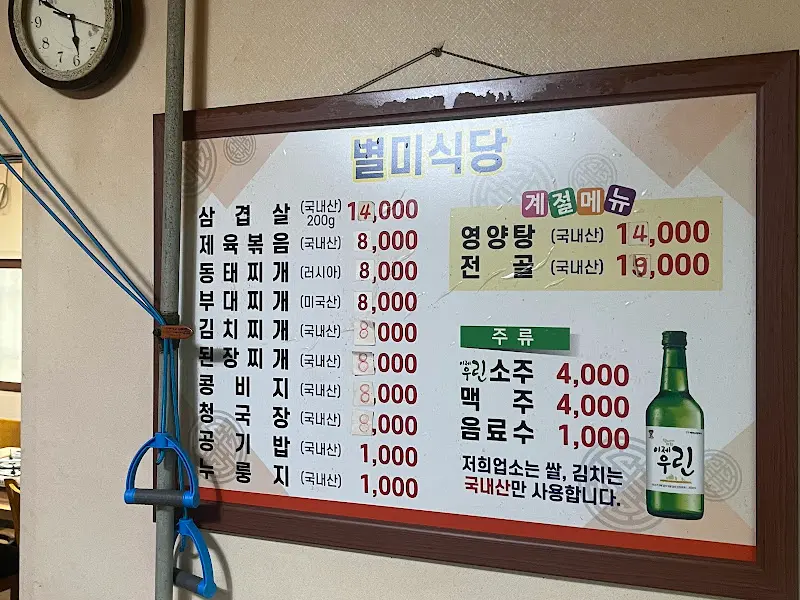 별미식당
삼겹살 (국내산) 200g 14,000
제육볶음 (국내산) 8,000
동태찌개 (러시아) 8,000
부대찌개 (미국산) 8,000
김치찌개 (국내산) 8,000
된장찌개 (국내산) 8,000
콩비지 (국내산) 8,000
청국장 (국내산) 8,000
공기밥 (국내산) 1,000
누룽지 (국내산) 1,000
계절메뉴
영양탕 (국내산) 14,000
전골 (국내산) 19,000
주류
이제우린소주 4,000
맥주 4,000
음료수 1,000
저희업소는 쌀, 김치는
국내산만 사용합니다.
이제
우린